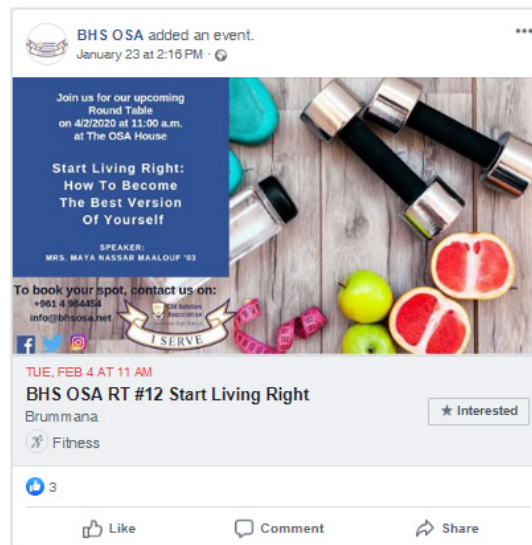 BHS OSA added an event.
January 23 at 2:16 PM ·
Join us for our upcoming
Round Table
on 4/2/2020 at 11:00 a.m.
at The OSA House
Start Living Right:
How To Become
The Best Version
Of Yourself
SPEAKER:
MRS. MAYA NASSAR MAALOUF '03
To book your spot, contact us on:
+961 4 964454
info@bhsosa.net
Old Scholars
Association
I SERVE
TUE, FEB 4 AT 11 AM
BHS OSA RT #12 Start Living Right
Brummana
Interested
Fitness
3
Like Comment Share